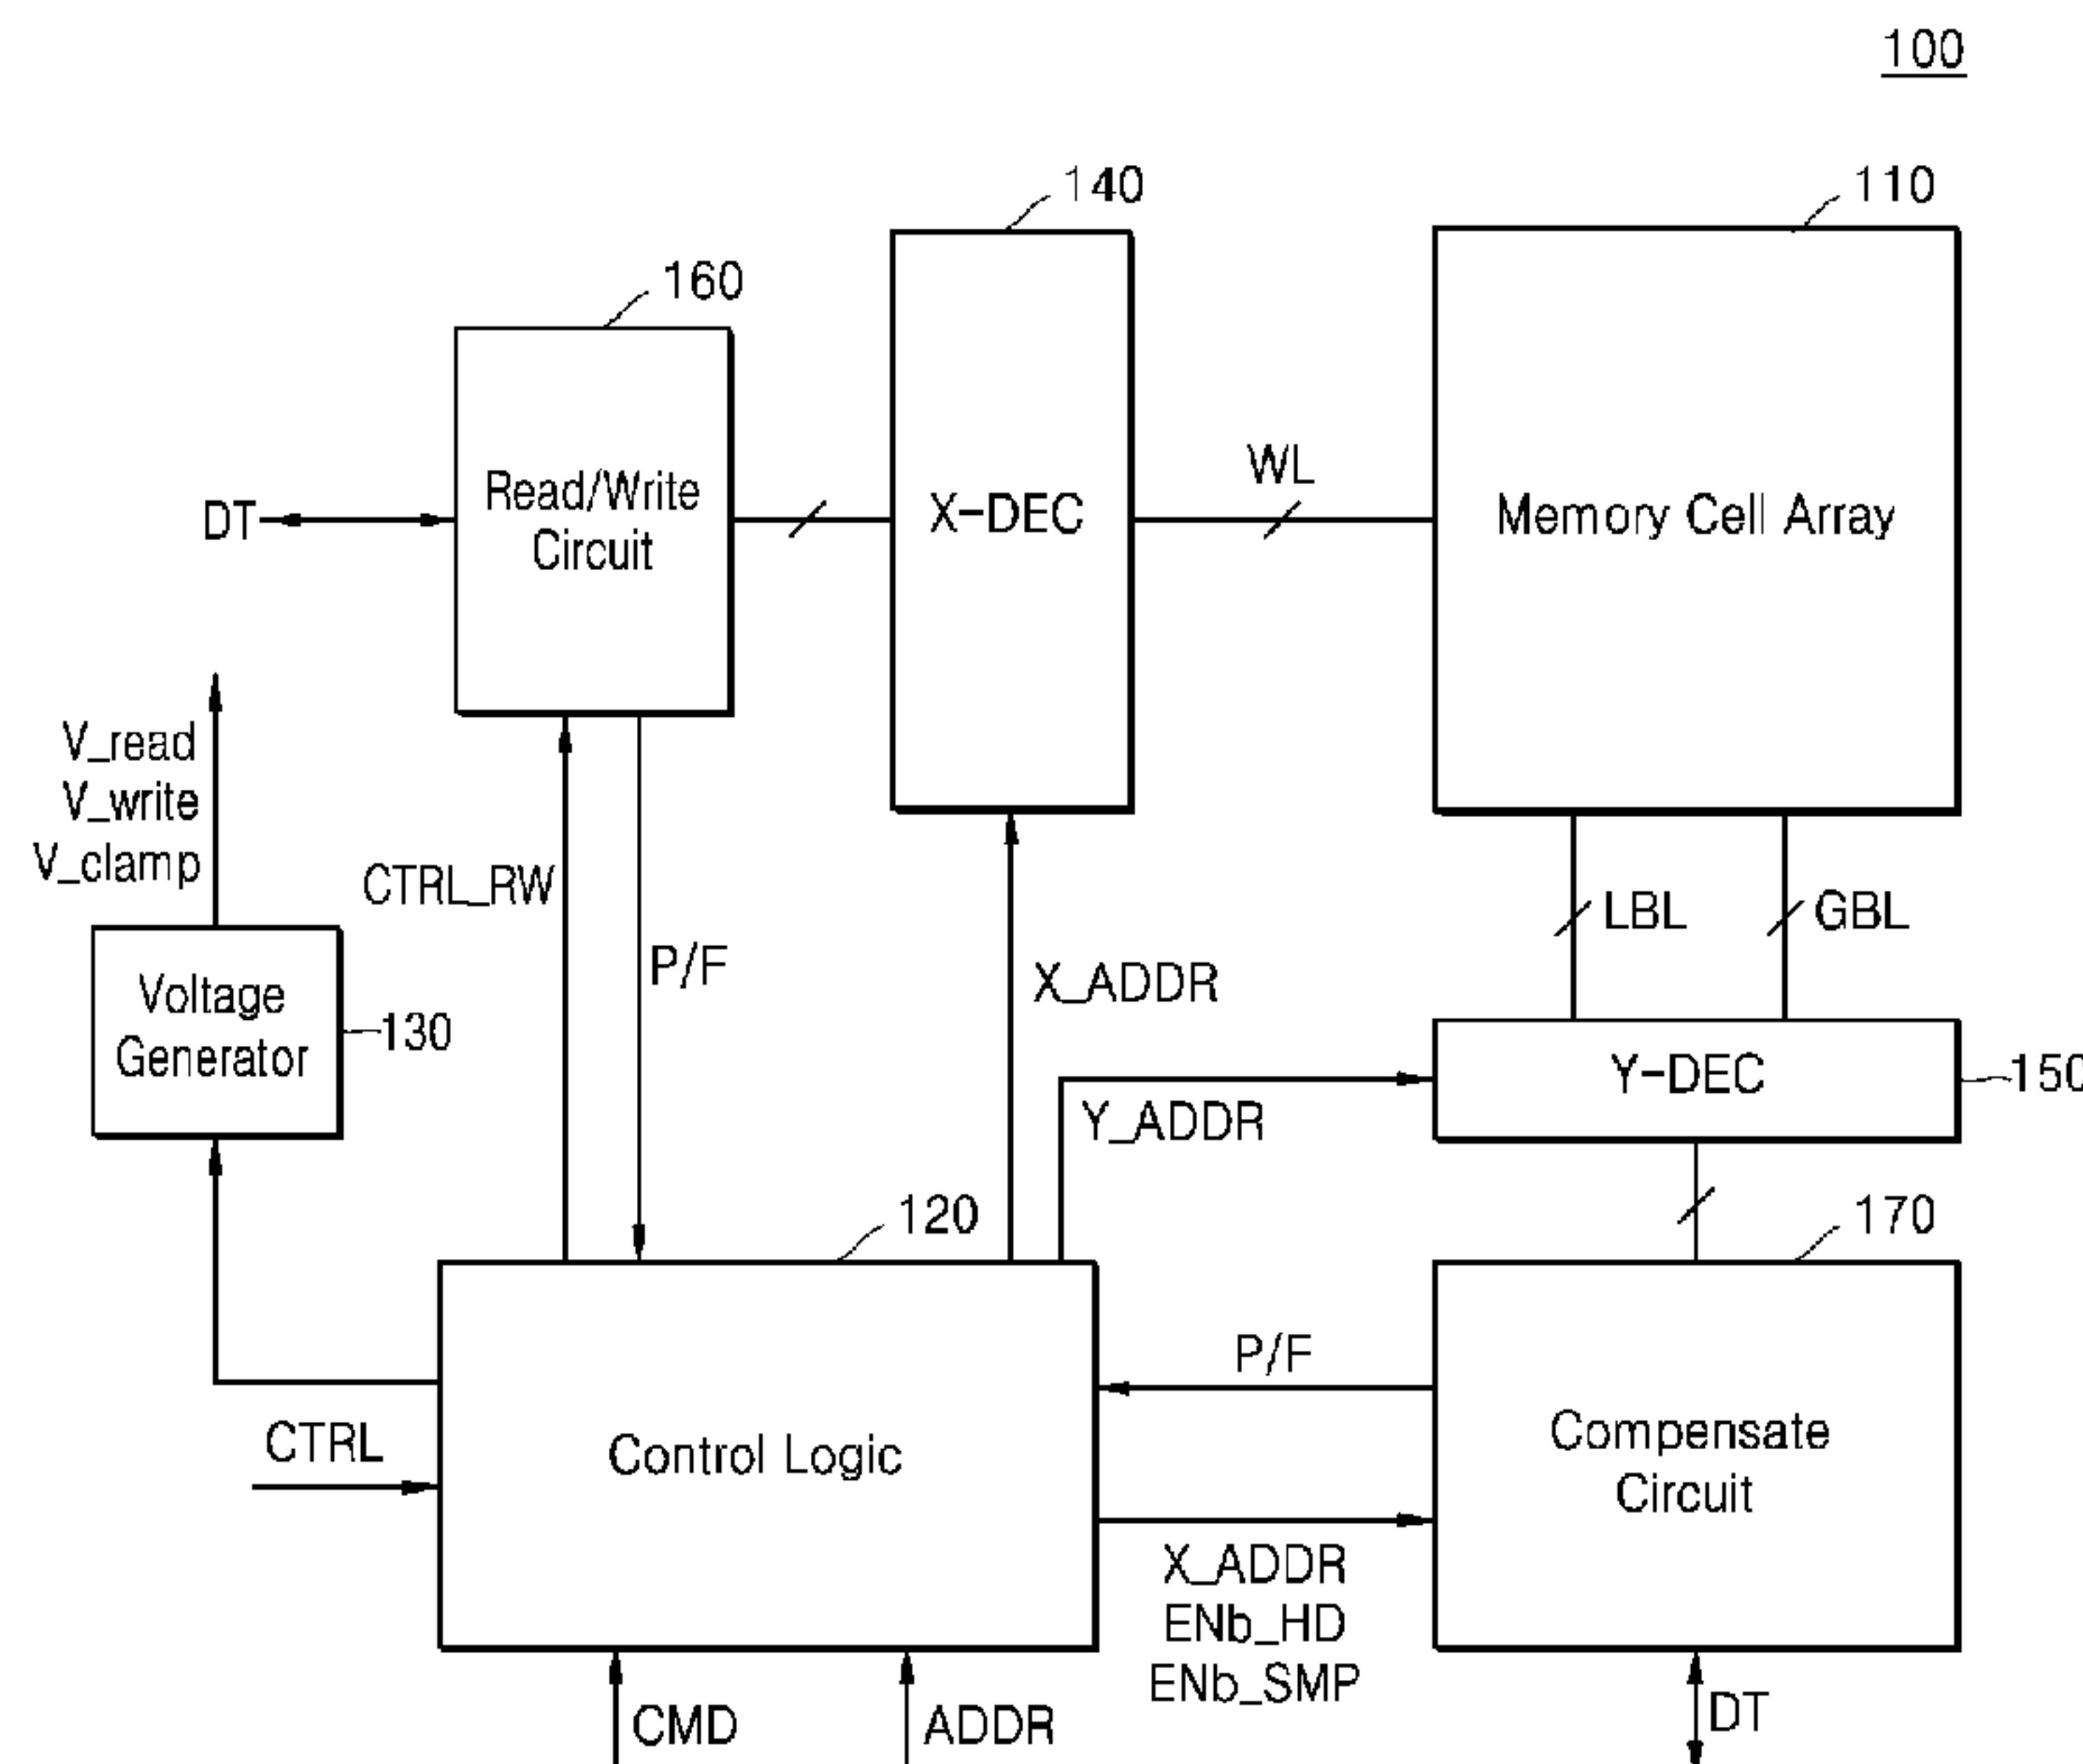 100
140
110
160
Read/Write
Circuit
X-DEC
WL
Memory Cell Array
DT
V_read
V_write
V_clamp
CTRL_RW
P/F
X_ADDR
LBL
GBL
Voltage
Generator
130
Y-DEC
150
Y_ADDR
120
170
P/F
CTRL
Control Logic
Compensate
Circuit
X_ADDR
ENb_HD
ENb_SMP
CMD
ADDR
DT